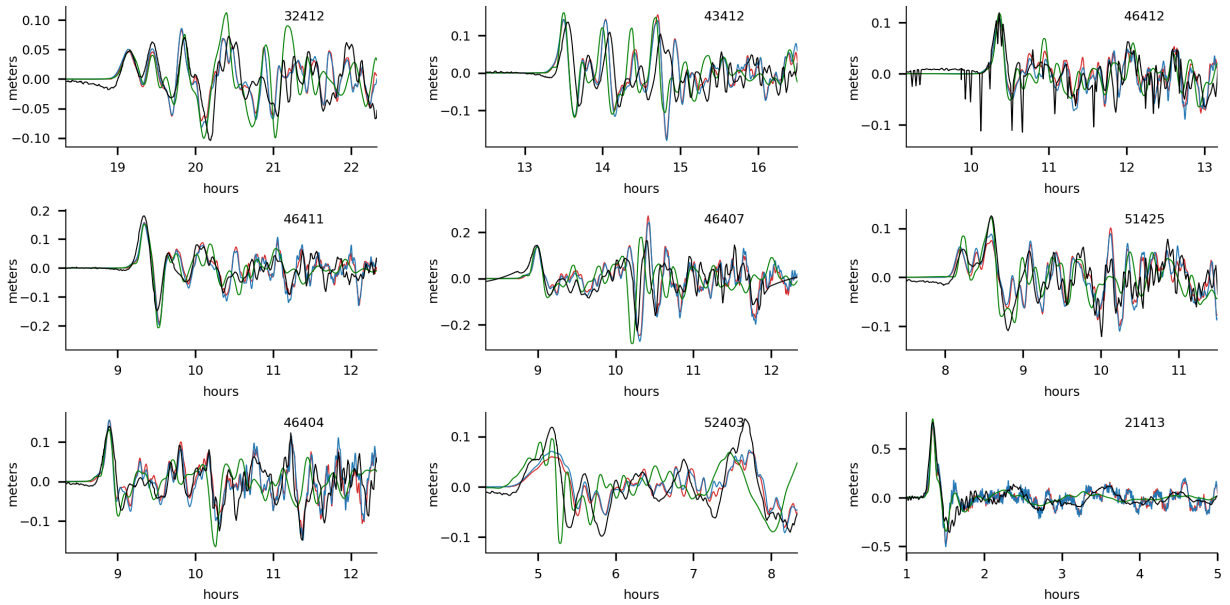 32412
meters
0.10
0.05
0.00
−0.05
−0.10
19 20 21 22
hours
43412
meters
0.1
0.0
−0.1
13 14 15 16
hours
46412
meters
0.1
0.0
−0.1
10 11 12 13
hours
46411
meters
0.2
0.1
0.0
−0.1
−0.2
9 10 11 12
hours
46407
meters
0.2
0.0
−0.2
9 10 11 12
hours
51425
meters
0.1
0.0
−0.1
8 9 10 11
hours
46404
meters
0.1
0.0
−0.1
9 10 11 12
hours
52403
meters
0.1
0.0
−0.1
5 6 7 8
hours
21413
meters
0.5
0.0
−0.5
1 2 3 4 5
hours